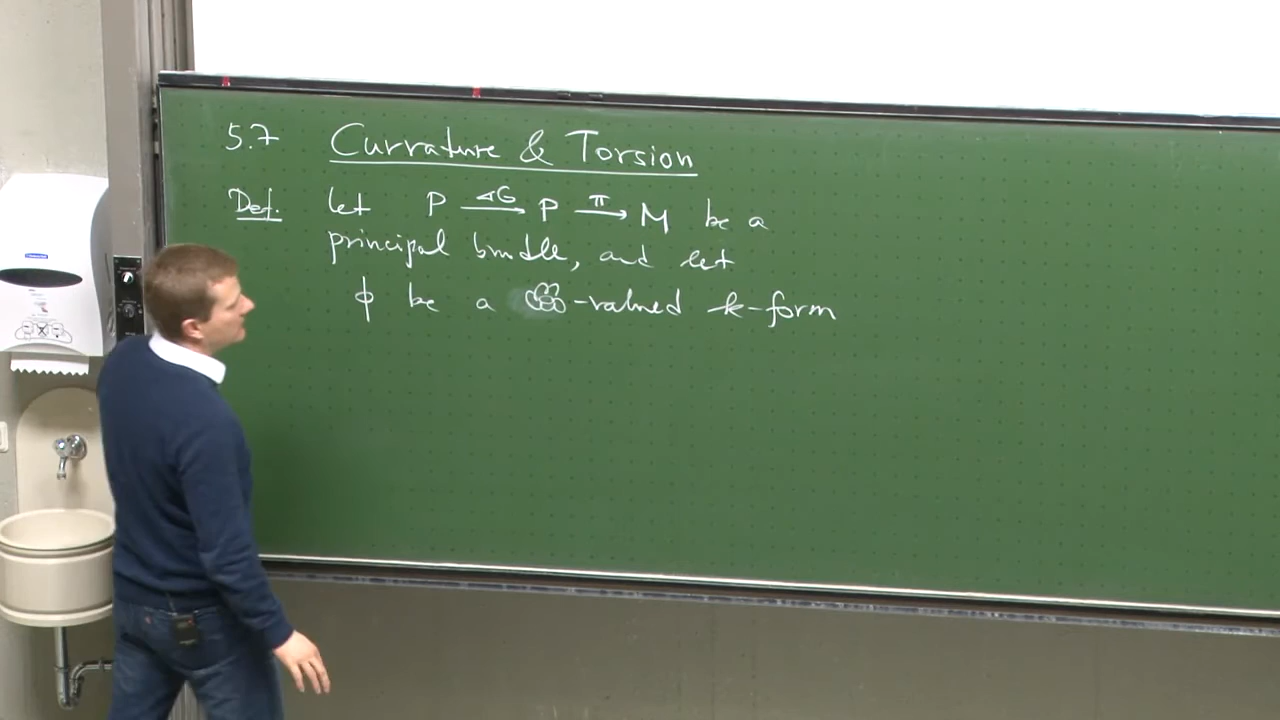 5.7 Curvature & Torsion
Def. let P —◁G→ P —π→ M be a
principal bundle, and let
ϕ be a -valued k-form